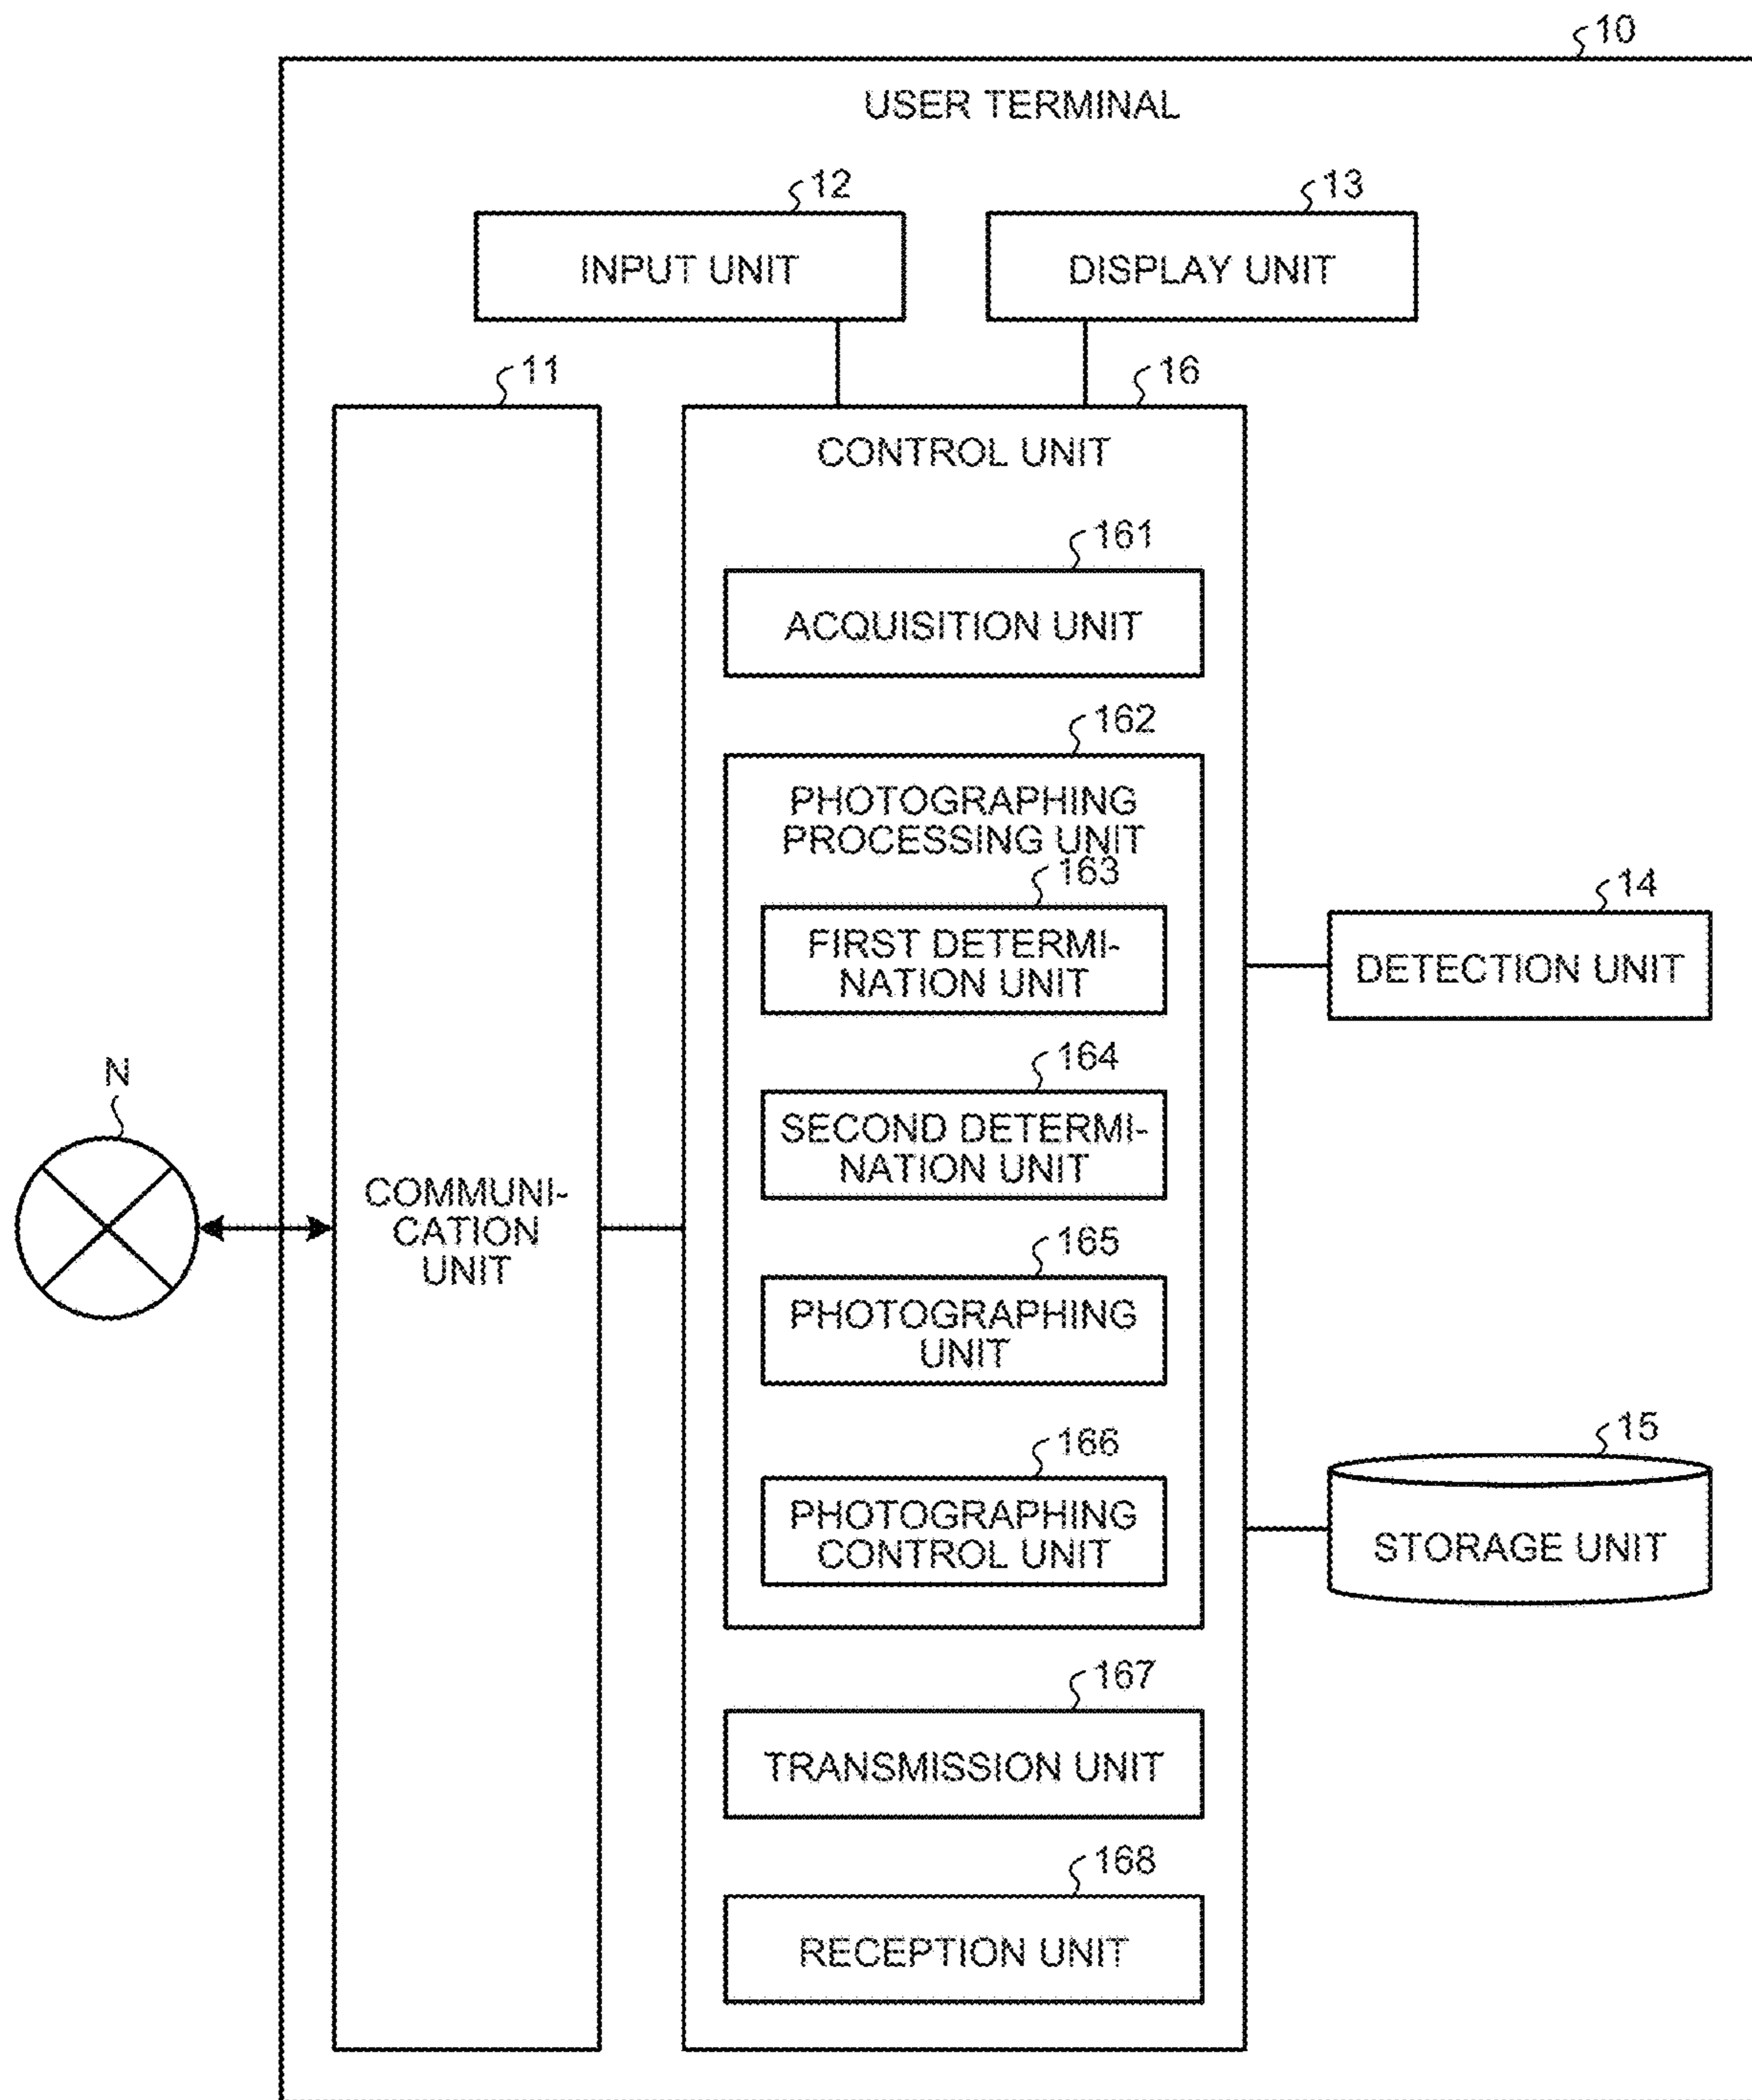 10
USER TERMINAL
12
13
INPUT UNIT
DISPLAY UNIT
11
16
CONTROL UNIT
161
ACQUISITION UNIT
162
PHOTOGRAPHING
PROCESSING UNIT
163
FIRST DETERMI-
NATION UNIT
14
DETECTION UNIT
164
SECOND DETERMI-
NATION UNIT
N
COMMUNI-
CATION
UNIT
165
PHOTOGRAPHING
UNIT
166
PHOTOGRAPHING
CONTROL UNIT
15
STORAGE UNIT
167
TRANSMISSION UNIT
168
RECEPTION UNIT